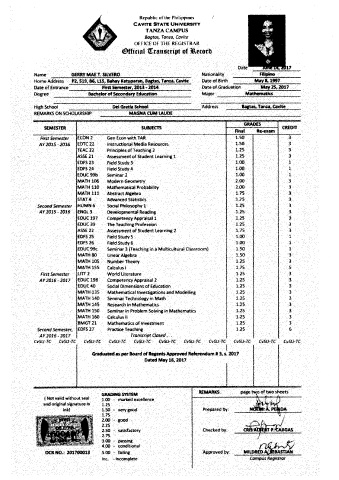 Republic of the Philippines
CAVITE STATE UNIVERSITY
TANZA CAMPUS
Bagtas, Tanza, Cavite
OFFICE OF THE REGISTRAR
Official Transcript of Record
Date
Name GERRY MAE T. SILVERO Nationality Filipino
Home Address P2, S15, B6, L15, Bahay Katuparan, Bagtas, Tanza, Cavite Date of Birth May 8, 1997
Date of Entrance First Semester, 2013 - 2014 Date of Graduation May 25, 2017
Degree Bachelor of Secondary Education Major Mathematics
High School Dei Gratia School Address Bagtas, Tanza, Cavite
REMARKS ON SCHOLARSHIP MAGNA CUM LAUDE
SEMESTER SUBJECTS GRADES CREDIT
Final Re-exam
First Semester ECON 2 Gen Econ with TAR 1.50 3
AY 2015 - 2016 EDTC 22 Instructional Media Resources 1.50 3
TEAC 22 Principles of Teaching 2 1.25 3
ASSE 21 Assessment of Student Learning 1 1.25 3
EDFS 23 Field Study 3 1.00 1
EDFS 24 Field Study 4 1.00 1
EDUC 99b Seminar 2 1.00 1
MATH 105 Modern Geometry 2.00 3
MATH 110 Mathematical Probability 2.00 3
MATH 111 Abstract Algebra 1.75 3
STAT 4 Advanced Statistics 1.25 3
Second Semester HUMN 6 Social Philosophy 1 1.25 3
AY 2015 - 2016 ENGL 5 Developmental Reading 1.25 3
EDUC 197 Competency Appraisal 1 1.25 3
EDUC 39 The Teaching Profession 1.25 3
ASSE 22 Assessment of Student Learning 2 1.75 3
EDFS 25 Field Study 5 1.00 1
EDFS 26 Field Study 6 1.00 1
EDUC 99c Seminar 3 (Teaching in a Multicultural Classroom) 1.50 1
MATH 80 Linear Algebra 1.50 3
MATH 105 Number Theory 1.25 3
MATH 155 Calculus I 1.75 5
First Semester LITT 2 World Literature 1.25 3
AY 2016 - 2017 EDUC 198 Competency Appraisal 2 1.25 3
EDUC 40 Social Dimensions of Education 1.25 3
MATH 135 Mathematical Investigations and Modelling 1.25 3
MATH 140 Seminar Technology in Math 1.25 3
MATH 145 Research in Mathematics 1.25 3
MATH 150 Seminar in Problem Solving in Mathematics 1.25 3
MATH 160 Calculus II 1.25 3
BMGT 21 Mathematics of Investment 1.25 3
Second Semester, EDFS 27 Practice Teaching 1.25 6
AY 2016 - 2017 Transcript Closed
CvSU-TC CvSU-TC CvSU-TC CvSU-TC CvSU-TC CvSU-TC CvSU-TC CvSU-TC CvSU-TC CvSU-TC
Graduated as per Board of Regents Approved Referendum # 3, s. 2017
Dated May 16, 2017
( Not valid without seal
and original signature in
ink)
OCR NO.: 201700013
GRADING SYSTEM
1.00 - marked excellence
1.25
1.50 - very good
1.75
2.00 - good
2.25
2.50 - satisfactory
2.75
3.00 - passing
4.00 - conditional
5.00 - failing
inc. -incomplete
REMARKS: page two of two sheets
Prepared by:
Checked by:
Approved by: MILDRED A. SEBASTIAN
Campus Registrar